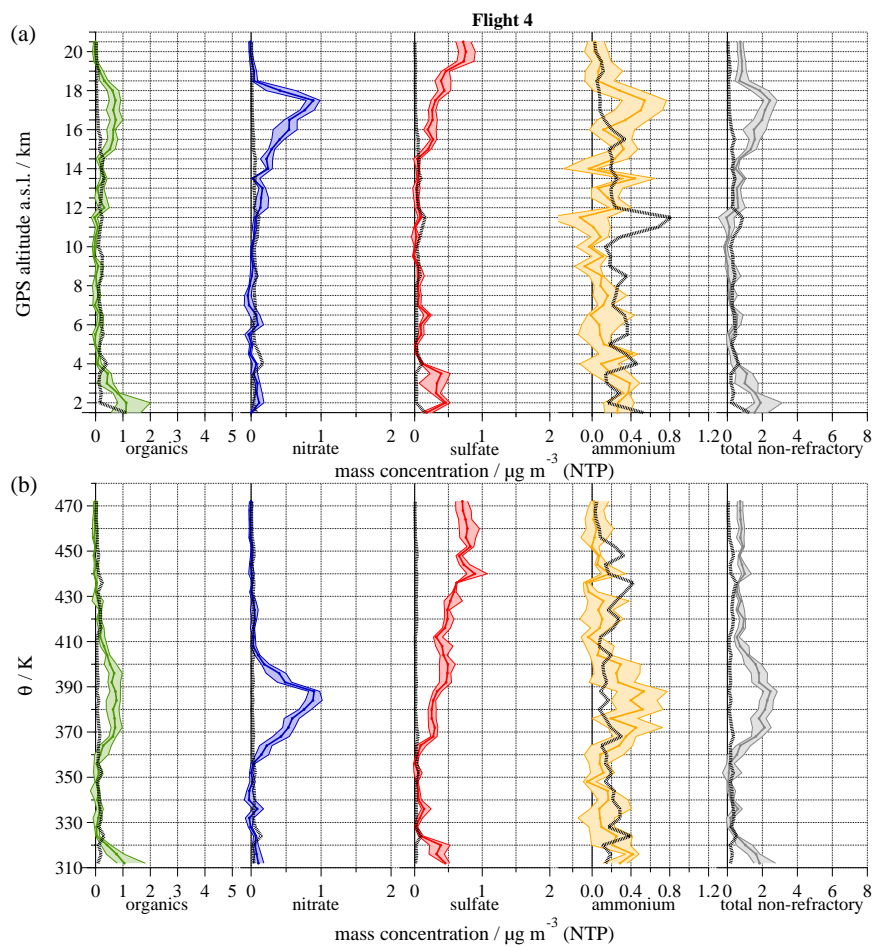 Flight 4
(a)
20
18
16
14
12
10
8
6
4
2
GPS altitude a.s.l. / km
0 1 2 3 4 5
0 1 2
0 1 2
0.0 0.4 0.8 1.2
0 2 4 6 8
organics nitrate sulfate ammonium total non-refractory
mass concentration / µg m⁻³ (NTP)
(b)
470
450
430
410
390
370
350
330
310
θ / K
0 1 2 3 4 5
0 1 2
0 1 2
0.0 0.4 0.8 1.2
0 2 4 6 8
organics nitrate sulfate ammonium total non-refractory
mass concentration / µg m⁻³ (NTP)